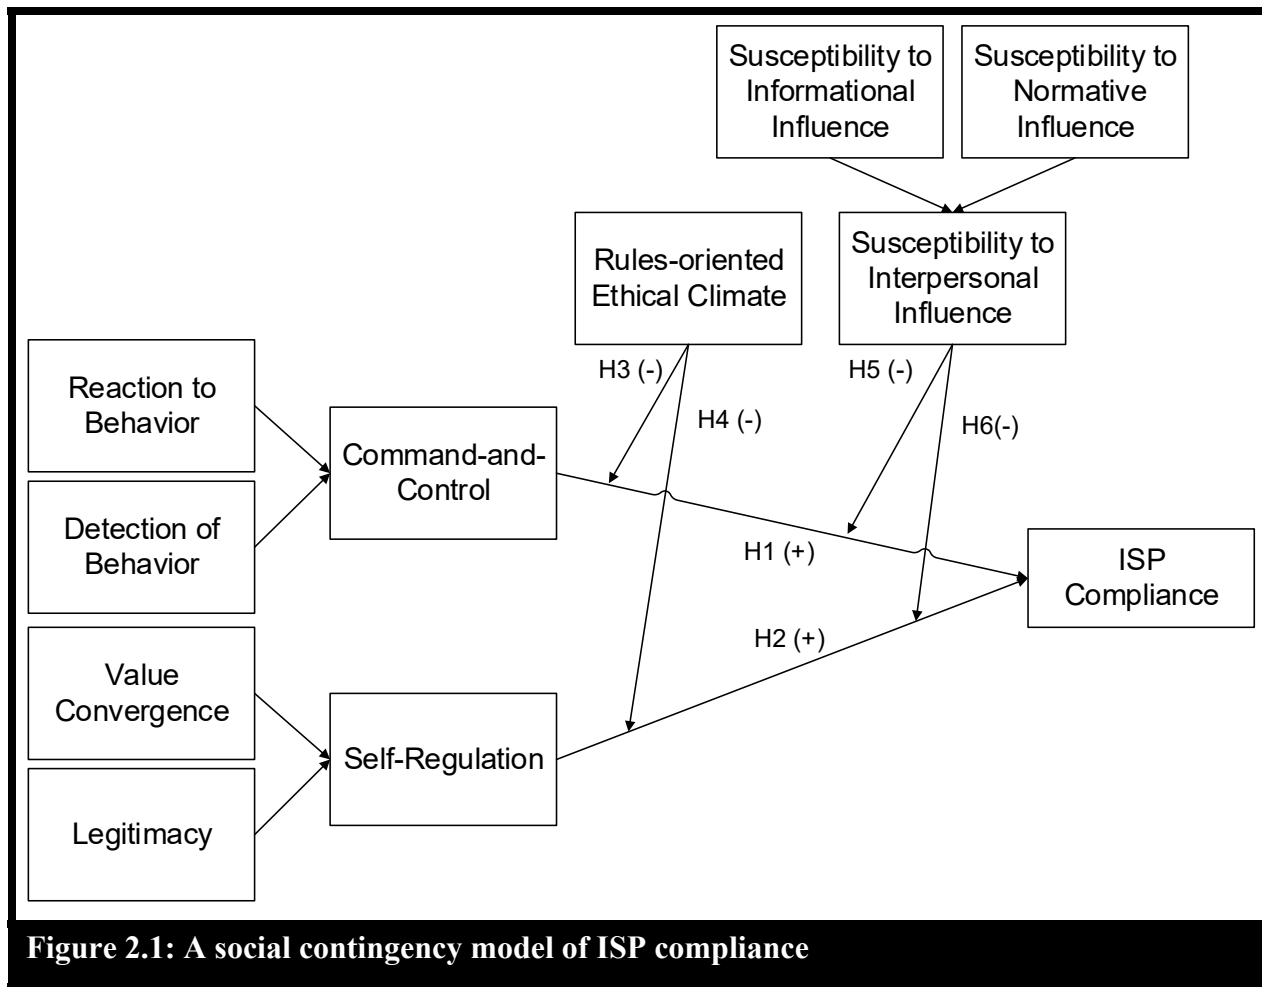 Susceptibility to
Informational
Influence
Susceptibility to
Normative
Influence
Rules-oriented
Ethical Climate
Susceptibility to
Interpersonal
Influence
H3 (-)
H4 (-)
H5 (-)
H6(-)
Reaction to
Behavior
Detection of
Behavior
Command-and-
Control
H1 (+)
ISP
Compliance
H2 (+)
Value
Convergence
Legitimacy
Self-Regulation
Figure 2.1: A social contingency model of ISP compliance